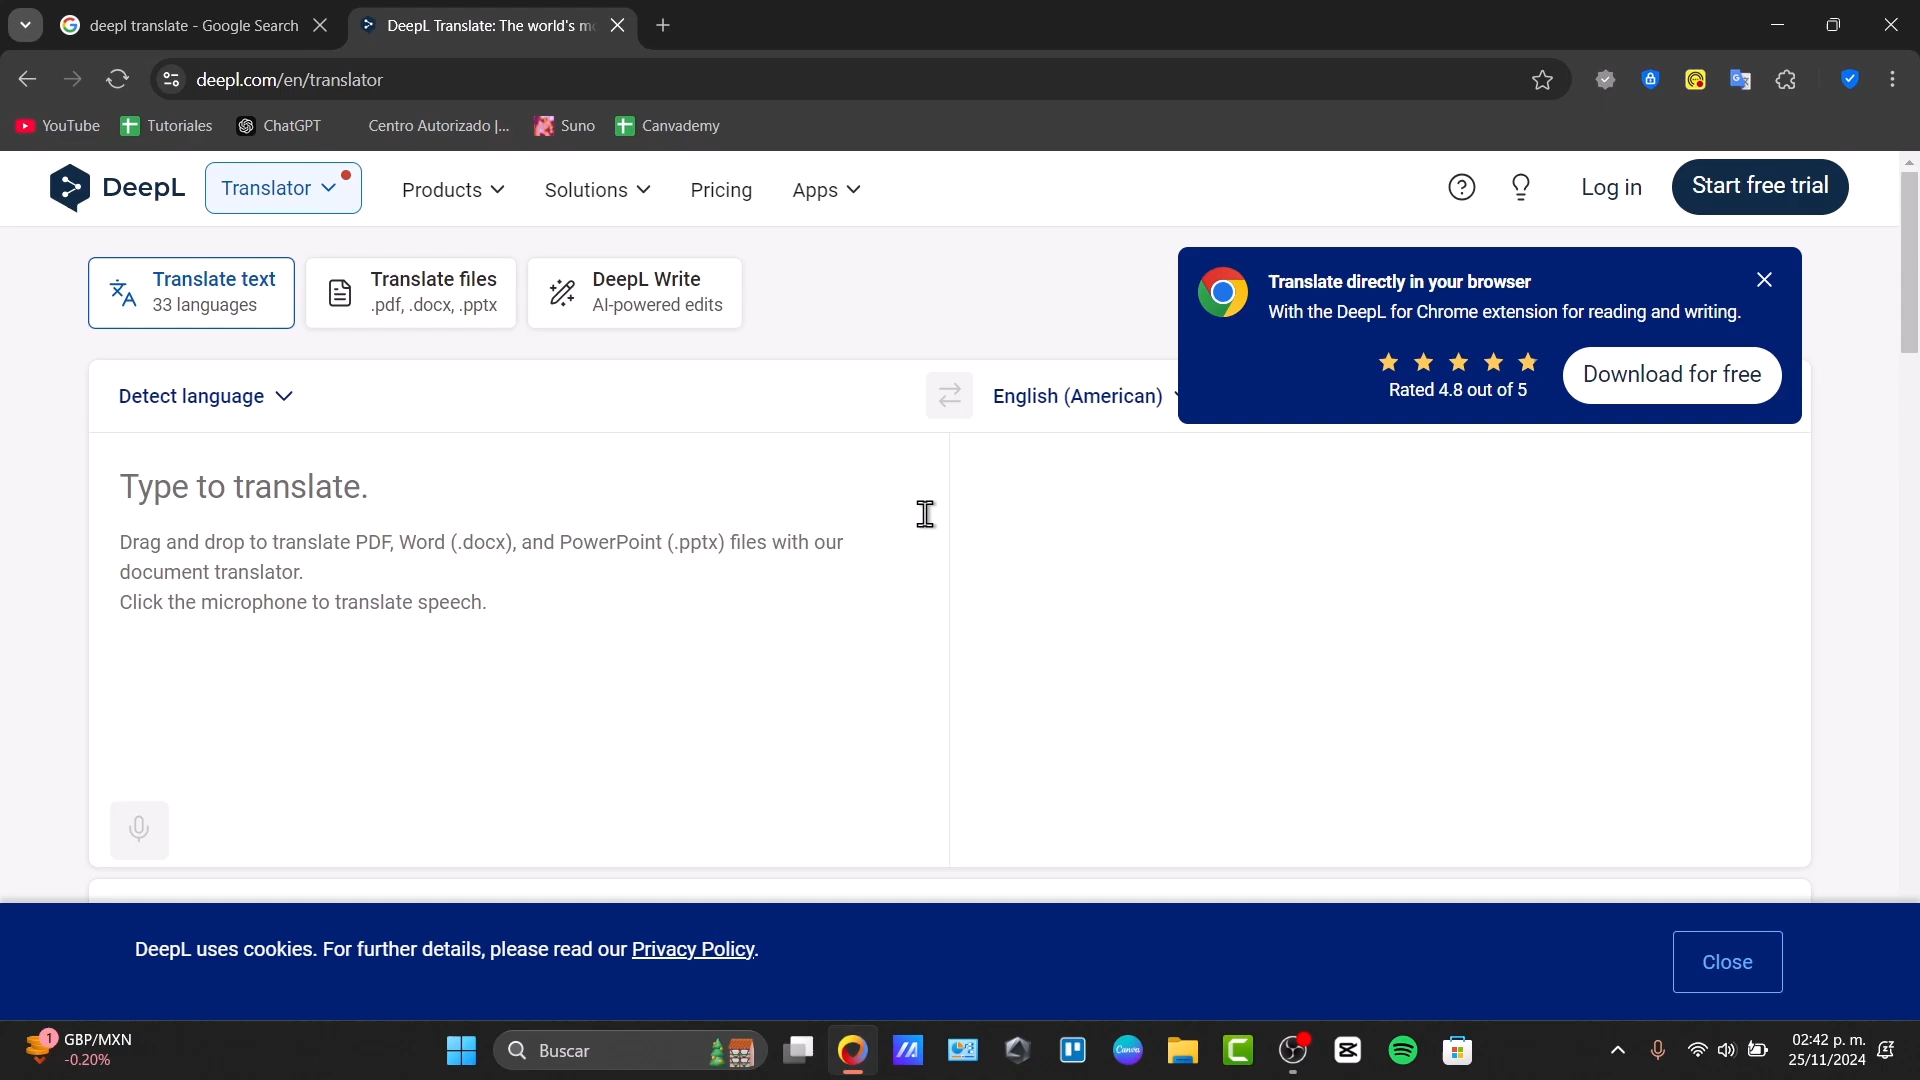 deepl translate - Google Search
DeepL Translate: The world's m
deepl.com/en/translator
YouTube
Tutoriales
ChatGPT
Centro Autorizado |...
Suno
Canvademy
DeepL
Translator
Products
Solutions
Pricing
Apps
Log in
Start free trial
Translate text
33 languages
Translate files
.pdf, .docx, .pptx
DeepL Write
AI-powered edits
Translate directly in your browser
With the DeepL for Chrome extension for reading and writing.
Rated 4.8 out of 5
Download for free
Detect language
English (American)
Type to translate.
Drag and drop to translate PDF, Word (.docx), and PowerPoint (.pptx) files with our
document translator.
Click the microphone to translate speech.
DeepL uses cookies. For further details, please read our Privacy Policy.
Close
1
GBP/MXN
-0.20%
Buscar
Canva
02:42 p. m.
25/11/2024